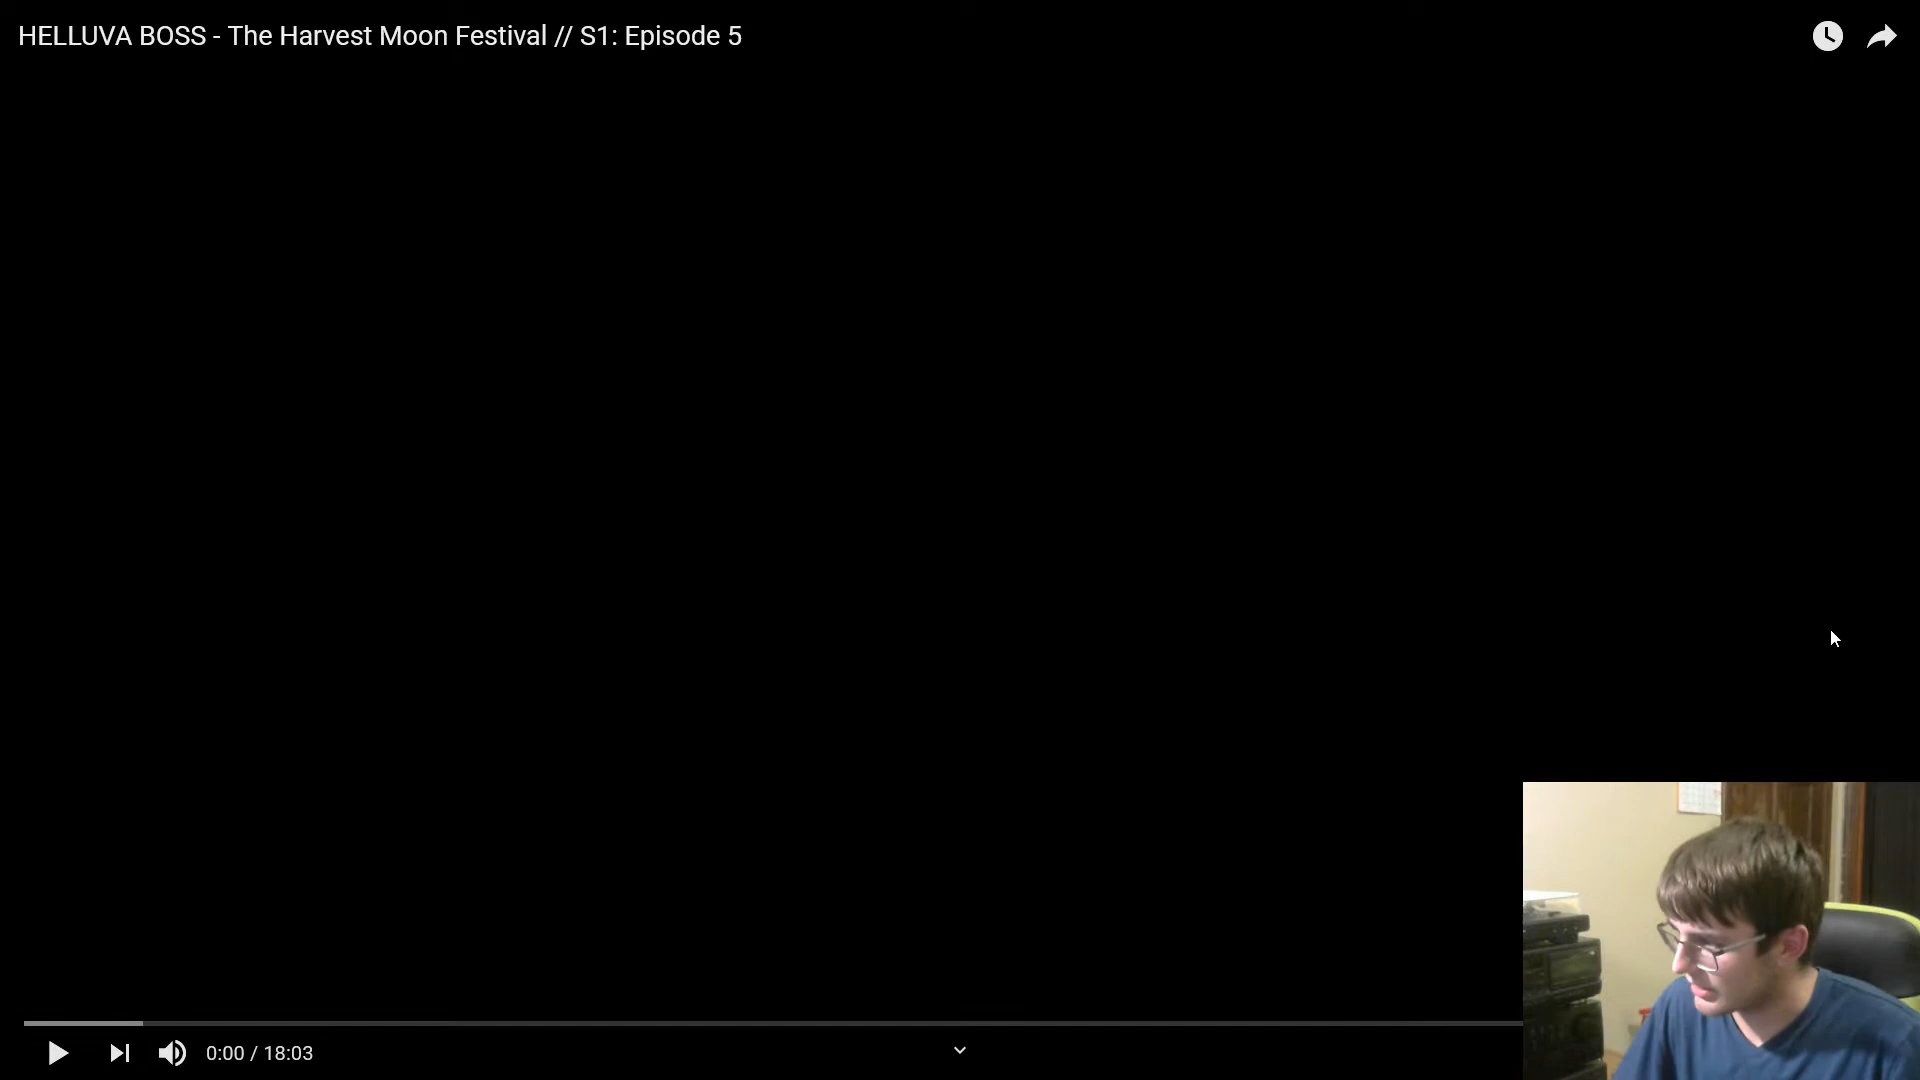 HELLUVA BOSS - The Harvest Moon Festival // S1: Episode 5
0:00 / 18:03